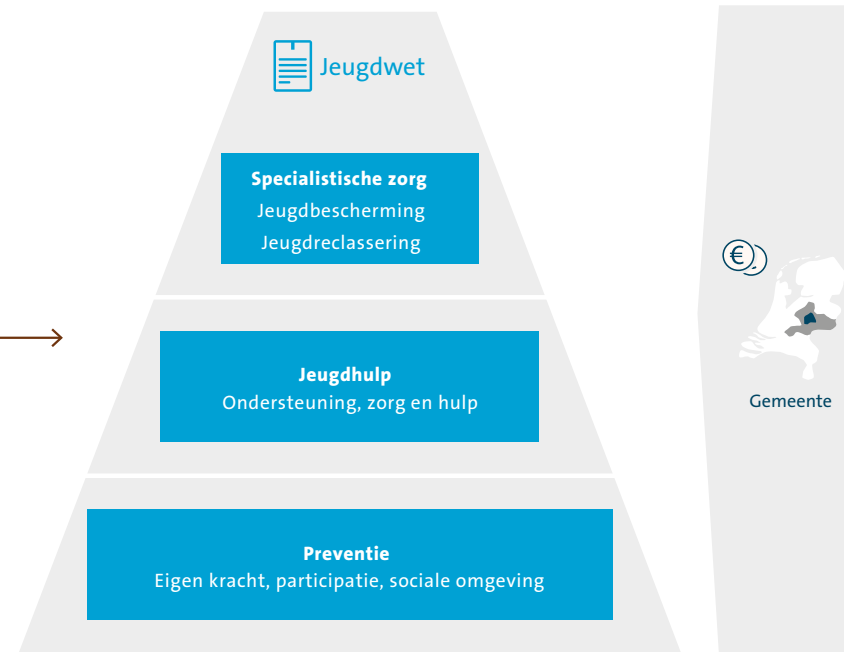 Jeugdwet
Specialistische zorg
Jeugdbescherming
Jeugdreclassering
Jeugdhulp
Ondersteuning, zorg en hulp
Preventie
Eigen kracht, participatie, sociale omgeving
€
Gemeente